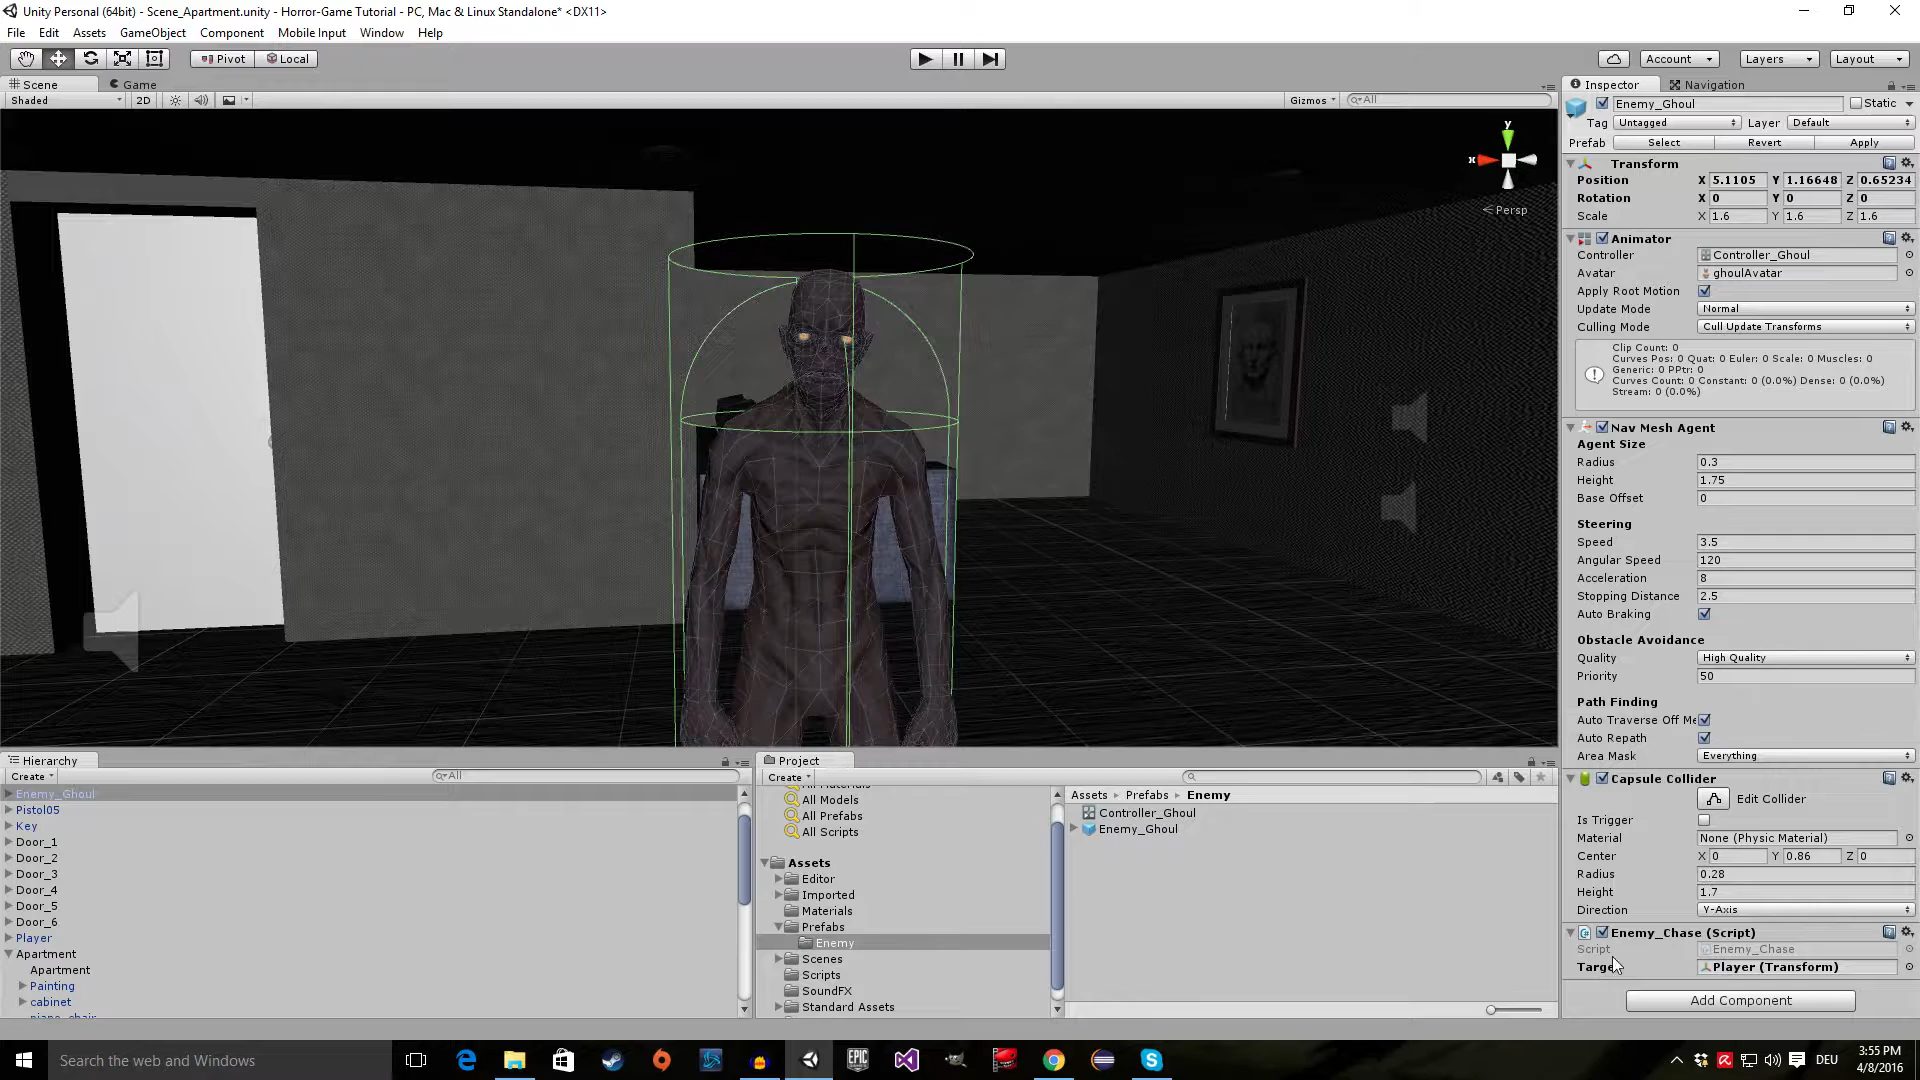 Unity Personal (64bit) - Scene_Apartment.unity - Horror-Game Tutorial - PC, Mac & Linux Standalone* <DX11>
File Edit Assets GameObject Component Mobile Input Window Help
Pivot Local Account Layers Layout
Scene Game
Shaded 2D Gizmos All
y
x
Persp
Inspector Navigation
Enemy_Ghoul Static
Tag Untagged Layer Default
Prefab Select Revert Apply
Transform
Position X 5.1105 Y 1.16648 Z 0.65234
Rotation X 0 Y 0 Z 0
Scale X 1.6 Y 1.6 Z 1.6
Animator
Controller Controller_Ghoul
Avatar ghoulAvatar
Apply Root Motion
Update Mode Normal
Culling Mode Cull Update Transforms
Clip Count: 0
Curves Pos: 0 Quat: 0 Euler: 0 Scale: 0 Muscles: 0
Generic: 0 PPtr: 0
Curves Count: 0 Constant: 0 (0.0%) Dense: 0 (0.0%)
Stream: 0 (0.0%)
Nav Mesh Agent
Agent Size
Radius 0.3
Height 1.75
Base Offset 0
Steering
Speed 3.5
Angular Speed 120
Acceleration 8
Stopping Distance 2.5
Auto Braking
Obstacle Avoidance
Quality High Quality
Priority 50
Path Finding
Auto Traverse Off Me
Auto Repath
Area Mask Everything
Capsule Collider
Edit Collider
Is Trigger
Material None (Physic Material)
Center X 0 Y 0.86 Z 0
Radius 0.28
Height 1.7
Direction Y-Axis
Enemy_Chase (Script)
Script Enemy_Chase
Targe Player (Transform)
Add Component
Hierarchy
Create All
Enemy_Ghoul
Pistol05
Key
Door_1
Door_2
Door_3
Door_4
Door_5
Door_6
Player
Apartment
Apartment
Painting
cabinet
piano_chair
Project
Create
All Materials
All Models
All Prefabs
All Scripts
Assets
Editor
Imported
Materials
Prefabs
Enemy
Scenes
Scripts
SoundFX
Standard Assets
Assets Prefabs Enemy
Controller_Ghoul
Enemy_Ghoul
Search the web and Windows
EPIC GAMES
DEU
3:55 PM
4/8/2016